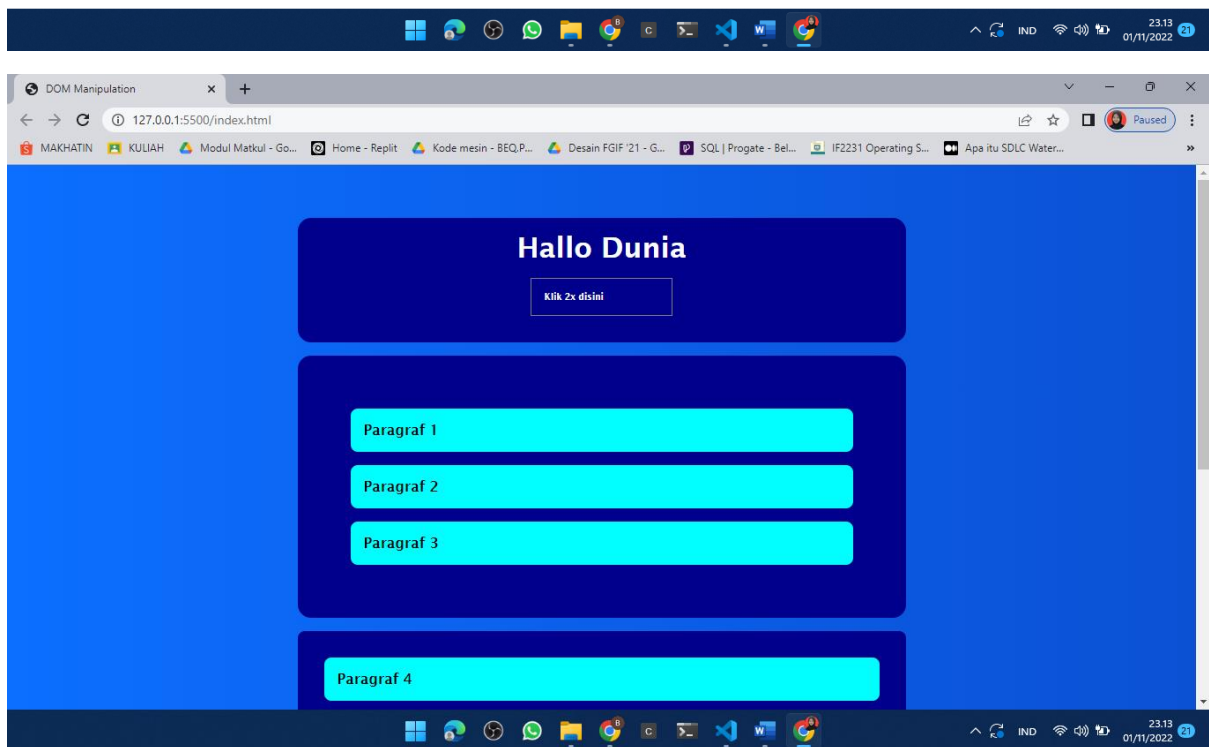 IND 23.13
01/11/2022 21
DOM Manipulation
127.0.0.1:5500/index.html Paused
MAKHATIN KULIAH Modul Matkul - Go... Home - Replit Kode mesin - BEQ.P... Desain FGIF '21 - G... SQL | Progate - Bel... IF2231 Operating S... Apa itu SDLC Water...
Hallo Dunia
Klik 2x disini
Paragraf 1
Paragraf 2
Paragraf 3
Paragraf 4
IND 23.13
01/11/2022 21